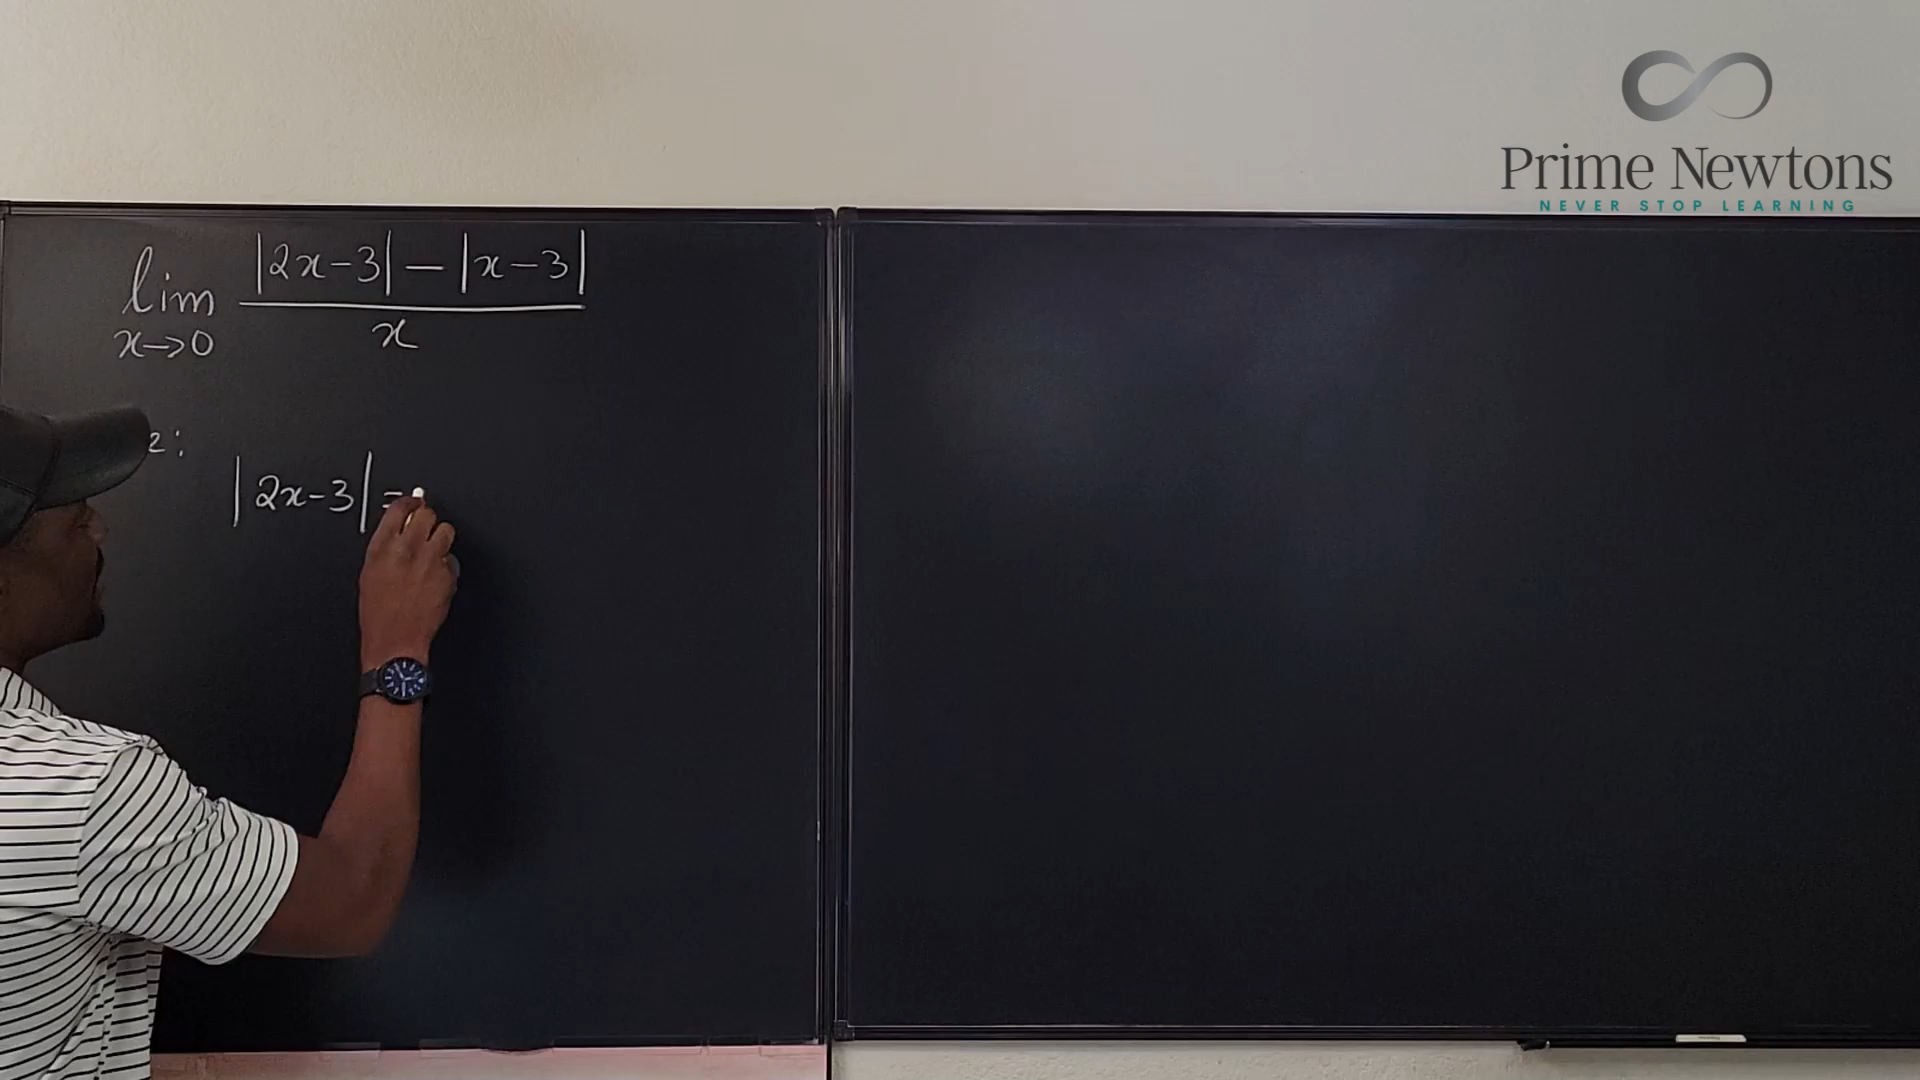 Prime Newtons
NEVER STOP LEARNING
lim |2x-3| - |x-3|
x→0 x
|2x-3| =